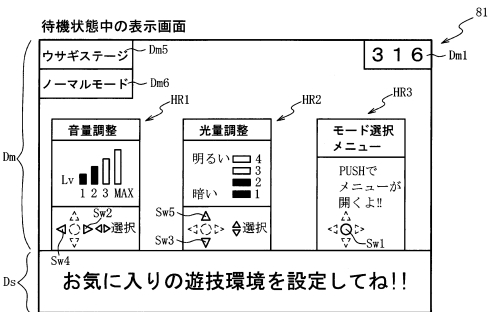 待機状態中の表示画面
81
ウサギステージ
Dm5
316
Dm1
ノーマルモード
Dm6
HR1
HR2
HR3
Dm
音量調整
Lv
1 2 3 MAX
Sw2
選択
Sw4
光量調整
明るい
4
3
2
暗い
1
Sw5
選択
Sw3
モード選択
メニュー
PUSHで
メニューが
開くよ!!
Sw1
Ds
お気に入りの遊技環境を設定してね!!